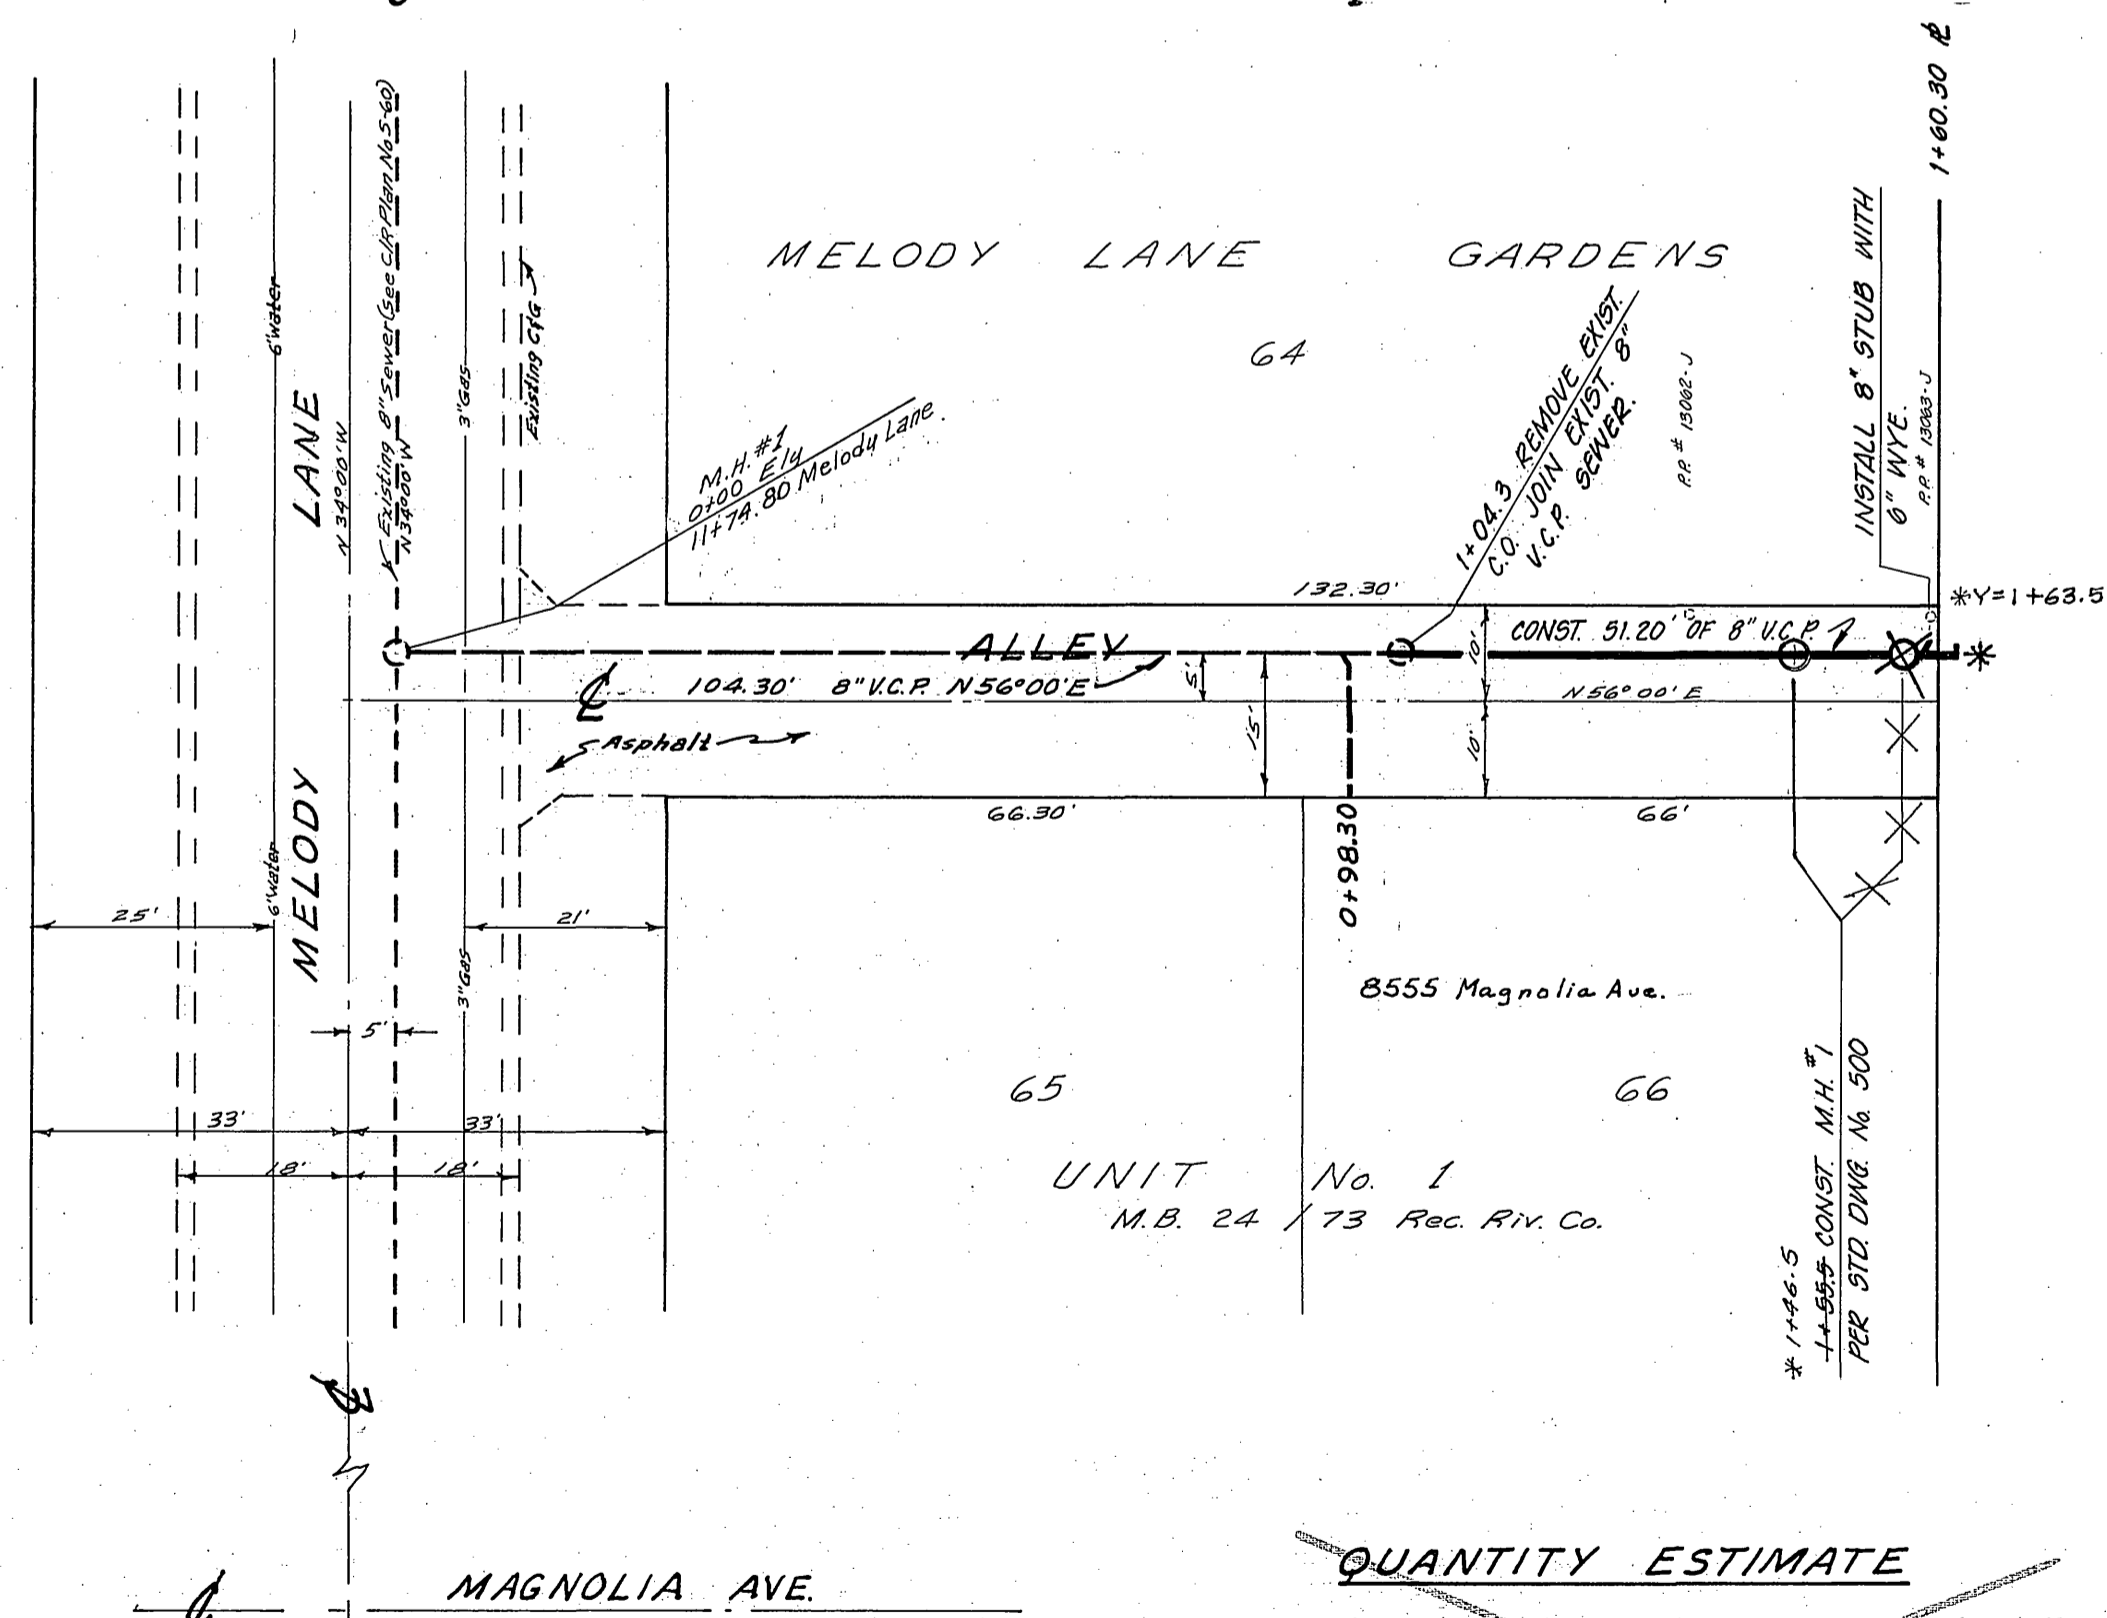 1+60.30 ⅊
INSTALL 8" STUB WITH
6" WYE.
P.P. # 13063-J
MELODY LANE GARDENS
64
1+04.3 REMOVE EXIST.
C.O. JOIN EXIST. 8"
V.C.P. SEWER.
P.P. # 13062-J
6" water
LANE
N 34°00' W
Existing 8" Sewer (See C/R Plan No 5-60)
N 34°00' W
3" Gas
Existing C&G
M.H. #1
0+00 Ely
11+74.80 Melody Lane.
132.30'
*Y=1+63.5
ALLEY
CONST. 51.20' OF 8" V.C.P.
*
104.30' 8" V.C.P. N 56°00' E
5'
10'
N 56°00' E
Asphalt
15'
10'
66.30'
66'
0+98.30
MELODY
6" water
25'
21'
3" Gas
8555 Magnolia Ave.
5'
65
66
33'
33'
18'
18'
UNIT No. 1
M.B. 24 / 73 Rec. Riv. Co.
* 1+46.5
1+55.5 CONST. M.H. #1
PER STD. DWG. No. 500
QUANTITY ESTIMATE
MAGNOLIA AVE.